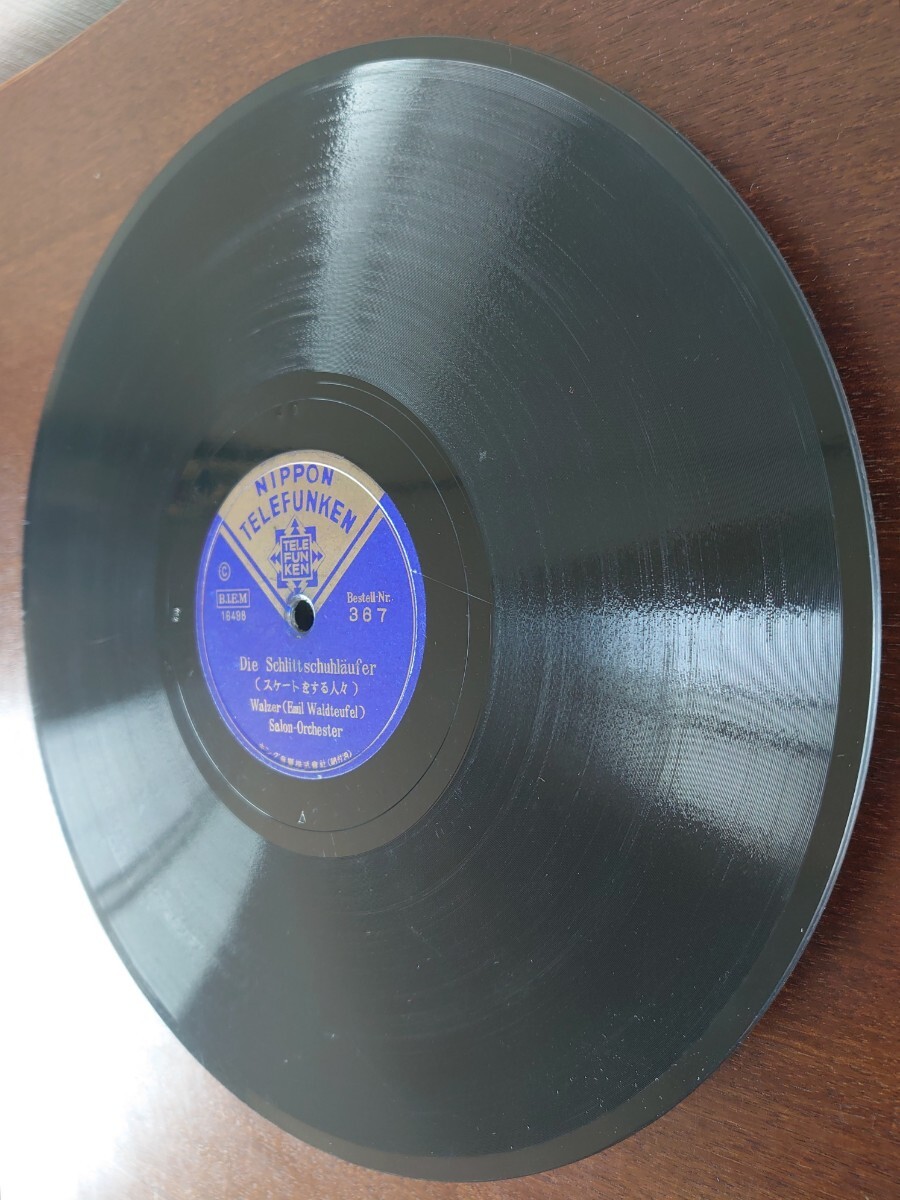 NIPPON
TELEFUNKEN
TELE
FUN
KEN
©
B.I.E.M
18486
Bestell-Nr.
367
Die Schlittschuhläufer
(スケートをする人々)
Walzer (Emil Waldteufel)
Salon-Orchester